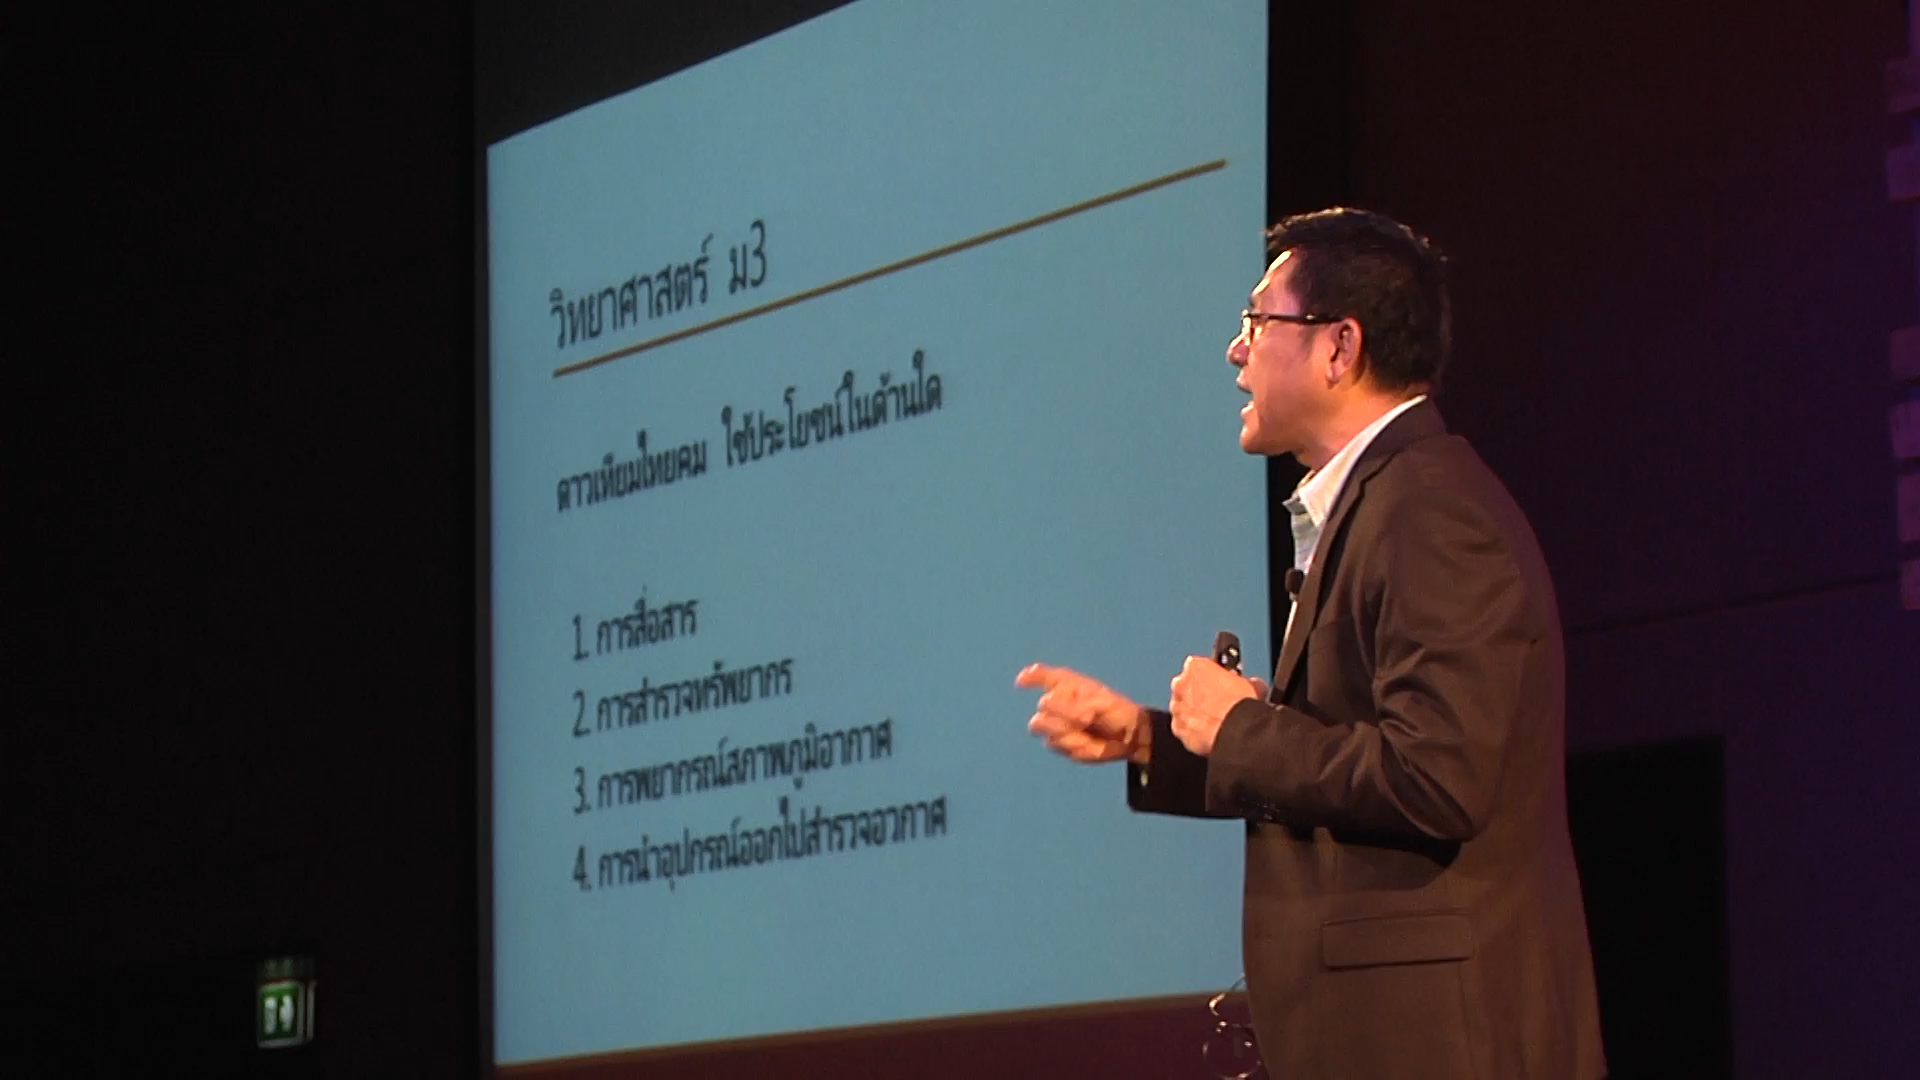 วิทยาศาสตร์ ม3
ดาวเทียมไทยคม ใช้ประโยชน์ในด้านใด
1. การสื่อสาร
2. การสำรวจทรัพยากร
3. การพยากรณ์สภาพภูมิอากาศ
4. การนำอุปกรณ์ออกไปสำรวจอวกาศ